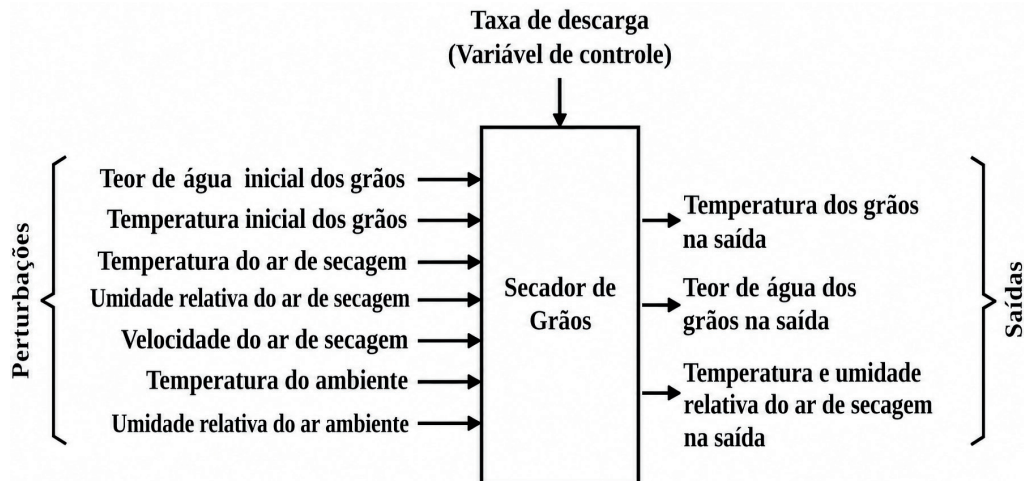 Taxa de descarga
(Variável de controle)
Perturbações
Teor de água inicial dos grãos
Temperatura inicial dos grãos
Temperatura do ar de secagem
Umidade relativa do ar de secagem
Velocidade do ar de secagem
Temperatura do ambiente
Umidade relativa do ar ambiente
Secador de
Grãos
Temperatura dos grãos
na saída
Teor de água dos
grãos na saída
Temperatura e umidade
relativa do ar de secagem
na saída
Saídas